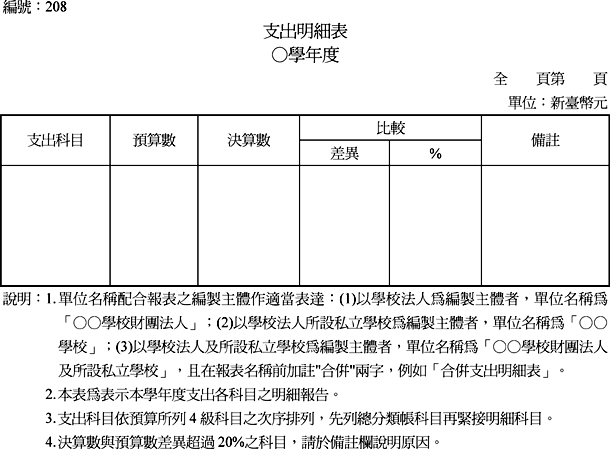 編號：208
支出明細表
○學年度
全　　頁第　　頁
單位：新臺幣元
支出科目 預算數 決算數 比較 備註
差異 %
說明：1.單位名稱配合報表之編製主體作適當表達：(1)以學校法人為編製主體者，單位名稱為
「○○學校財團法人」；(2)以學校法人所設私立學校為編製主體者，單位名稱為「○○
學校」；(3)以學校法人及所設私立學校為編製主體者，單位名稱為「○○學校財團法人
及所設私立學校」，且在報表名稱前加註"合併"兩字，例如「合併支出明細表」。
2.本表為表示本學年度支出各科目之明細報告。
3.支出科目依預算所列4級科目之次序排列，先列總分類帳科目再緊接明細科目。
4.決算數與預算數差異超過20%之科目，請於備註欄說明原因。